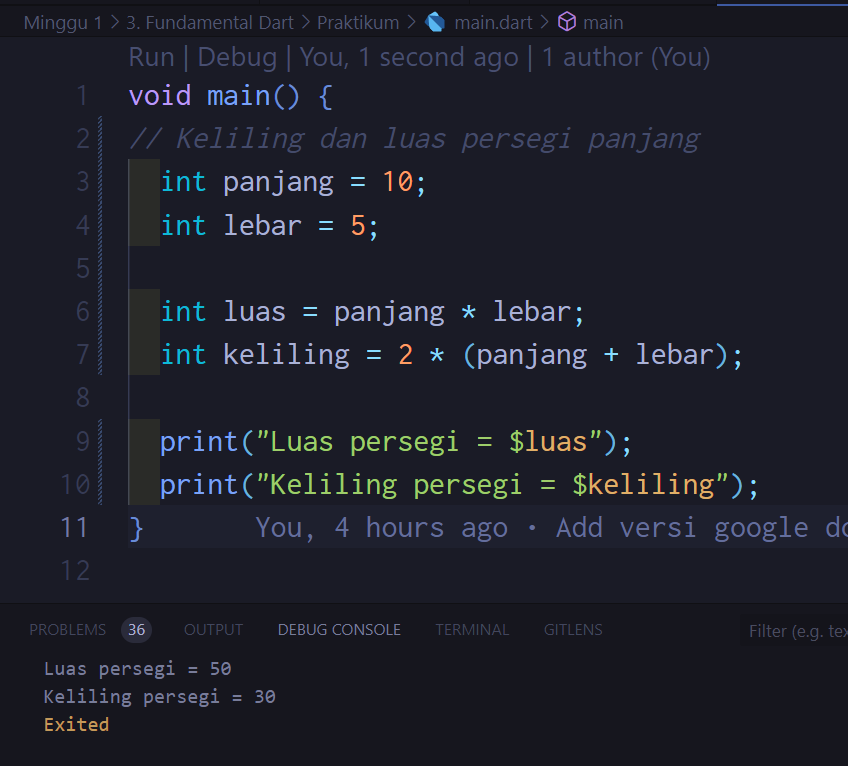 Minggu 1 > 3. Fundamental Dart > Praktikum > main.dart > main
Run | Debug | You, 1 second ago | 1 author (You)
1 void main() {
2 // Keliling dan luas persegi panjang
3 int panjang = 10;
4 int lebar = 5;
5
6 int luas = panjang * lebar;
7 int keliling = 2 * (panjang + lebar);
8
9 print("Luas persegi = $luas");
10 print("Keliling persegi = $keliling");
11 } You, 4 hours ago • Add versi google
12
PROBLEMS 36 OUTPUT DEBUG CONSOLE TERMINAL GITLENS Filter (e.g.
Luas persegi = 50
Keliling persegi = 30
Exited